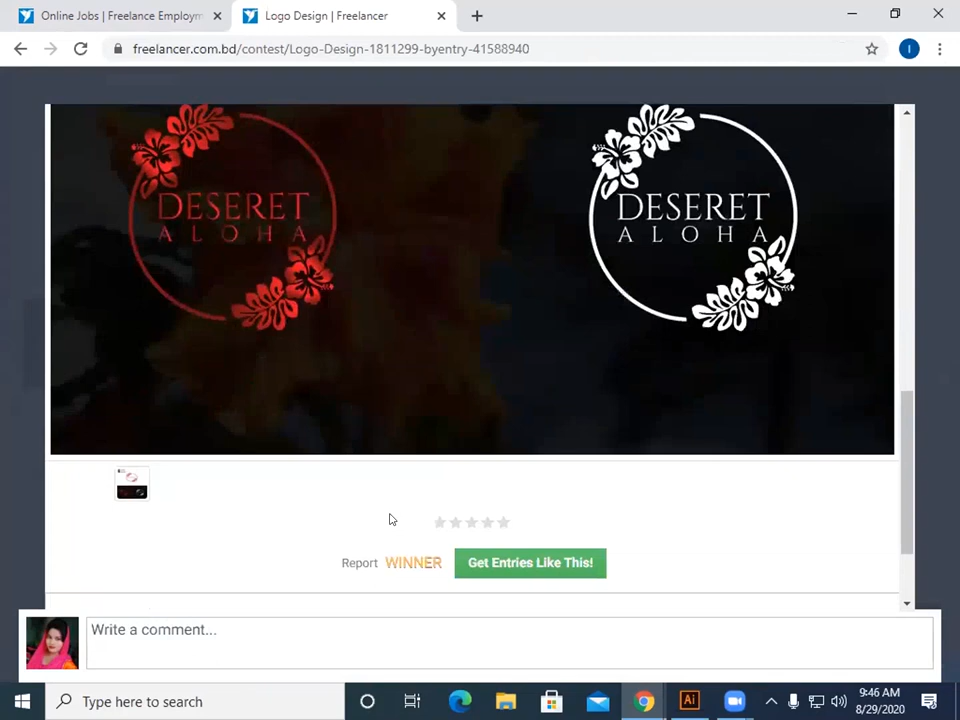 Online Jobs | Freelance Employm
Logo Design | Freelancer
freelancer.com.bd/contest/Logo-Design-1811299-byentry-41588940
I
DESERET
ALOHA
DESERET
ALOHA
Report WINNER Get Entries Like This!
Write a comment...
Type here to search
Ai
9:46 AM
8/29/2020